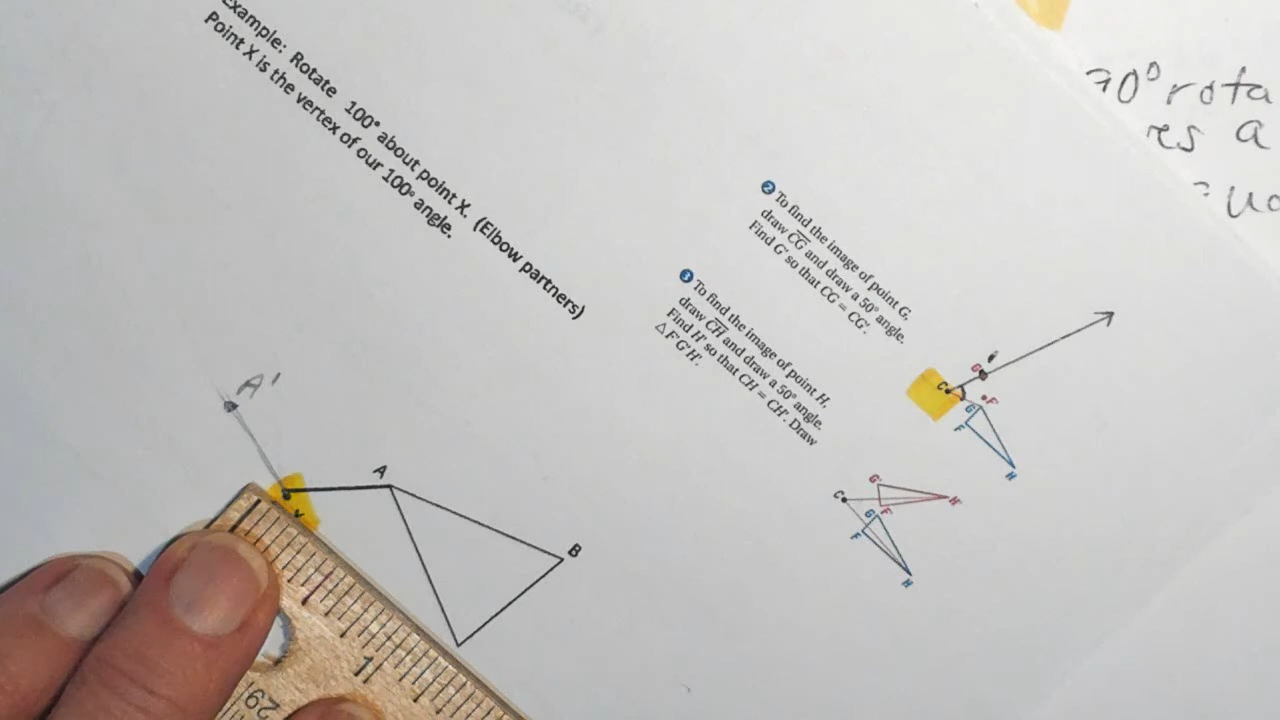 Example: Rotate 100° about point X. (Elbow partners)
Point X is the vertex of our 100° angle.
70° rota
es a
2 To find the image of point G,
draw CG and draw a 50° angle.
Find G' so that CG = CG'.
3 To find the image of point H,
draw CH and draw a 50° angle.
Find H' so that CH = CH'. Draw
△F'G'H'.
G'
C
F'
G
F
H
C
G'
H'
F'
G
F
H
A'
A
B
X
1
29